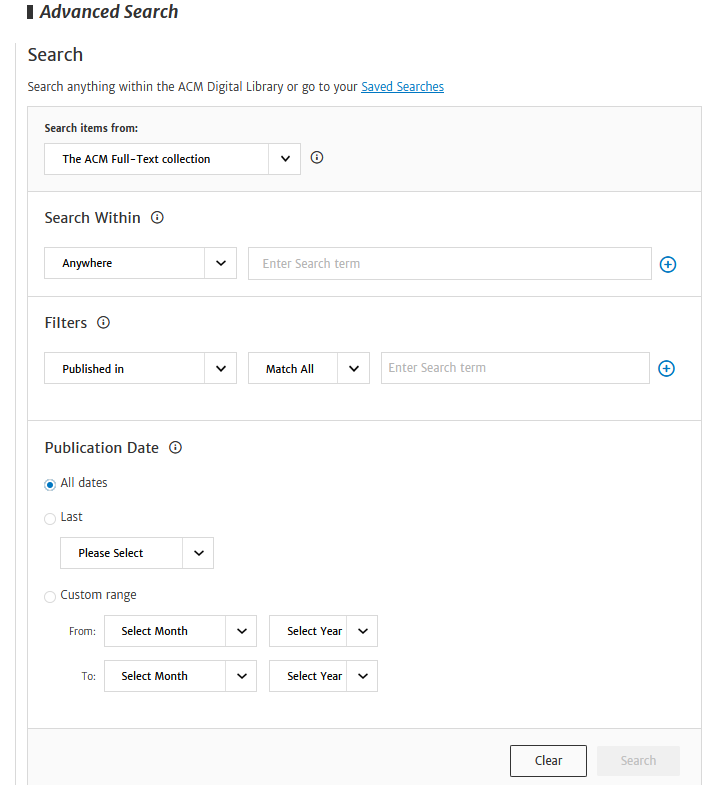 Advanced Search
Search
Search anything within the ACM Digital Library or go to your Saved Searches
Search items from:
The ACM Full-Text collection
Search Within
Anywhere Enter Search term
Filters
Published in Match All Enter Search term
Publication Date
All dates
Last
Please Select
Custom range
From: Select Month Select Year
To: Select Month Select Year
Clear Search